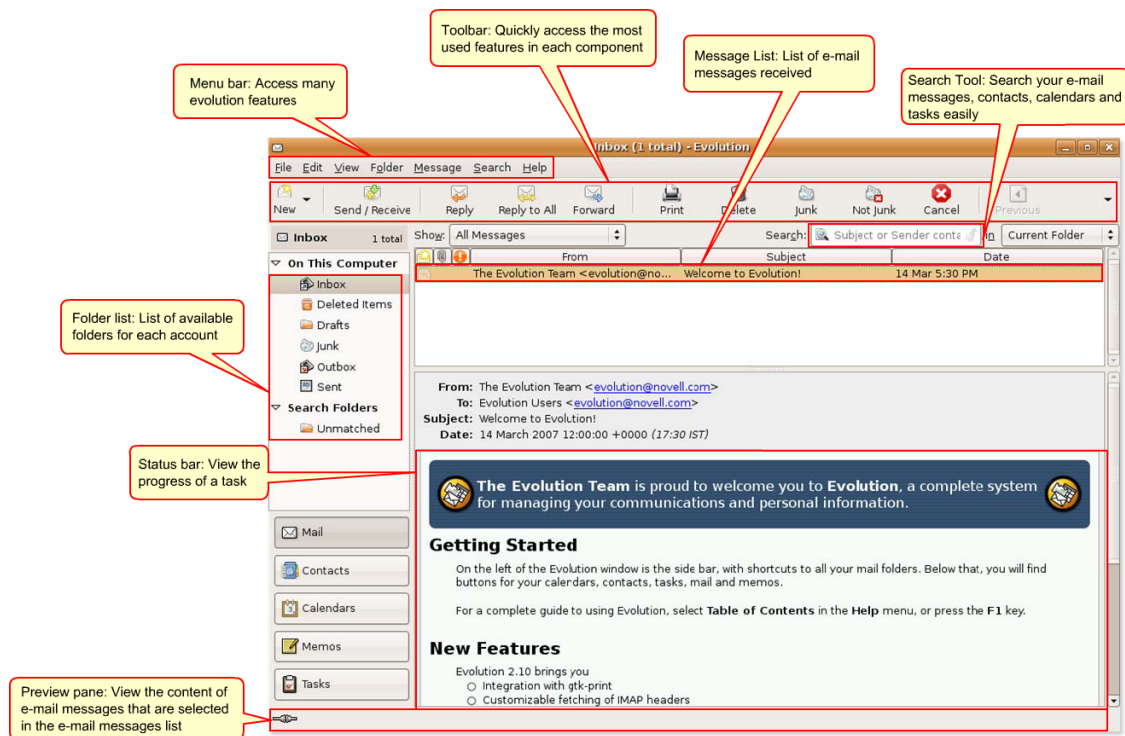 Toolbar: Quickly access the most
used features in each component
Message List: List of e-mail
messages received
Menu bar: Access many
evolution features
Search Tool: Search your e-mail
messages, contacts, calendars and
tasks easily
Inbox (1 total) - Evolution
File Edit View Folder Message Search Help
New Send / Receive Reply Reply to All Forward Print Delete Junk Not Junk Cancel Previous
Inbox 1 total Show: All Messages Search: Subject or Sender conta in Current Folder
On This Computer
From Subject Date
The Evolution Team <evolution@no... Welcome to Evolution! 14 Mar 5:30 PM
Inbox
Deleted Items
Drafts
Junk
Outbox
Sent
Search Folders
Unmatched
Folder list: List of available
folders for each account
From: The Evolution Team <evolution@novell.com>
To: Evolution Users <evolution@novell.com>
Subject: Welcome to Evolution!
Date: 14 March 2007 12:00:00 +0000 (17:30 IST)
Status bar: View the
progress of a task
The Evolution Team is proud to welcome you to Evolution, a complete system
for managing your communications and personal information.
Getting Started
On the left of the Evolution window is the side bar, with shortcuts to all your mail folders. Below that, you will find
buttons for your calendars, contacts, tasks, mail and memos.
For a complete guide to using Evolution, select Table of Contents in the Help menu, or press the F1 key.
New Features
Evolution 2.10 brings you
Integration with gtk-print
Customizable fetching of IMAP headers
Mail
Contacts
Calendars
Memos
Tasks
Preview pane: View the content of
e-mail messages that are selected
in the e-mail messages list